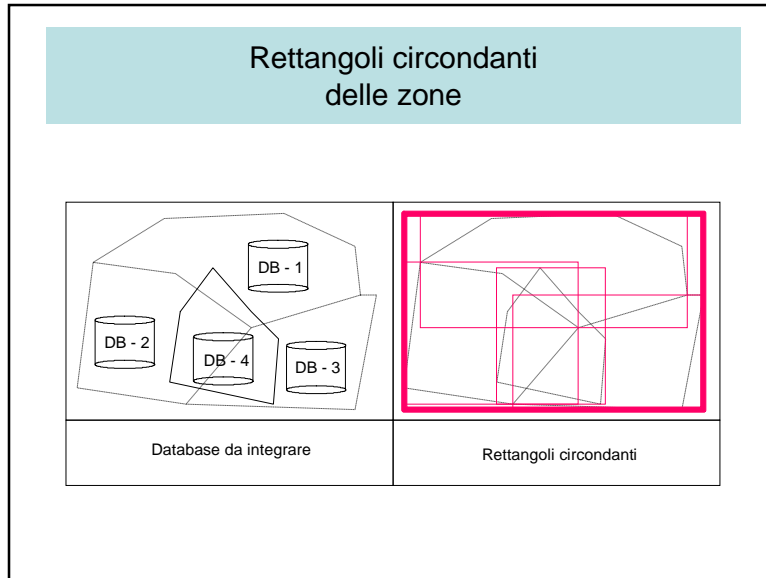 Rettangoli circondanti
delle zone
DB - 1
DB - 2
DB - 4
DB - 3
Database da integrare
Rettangoli circondanti